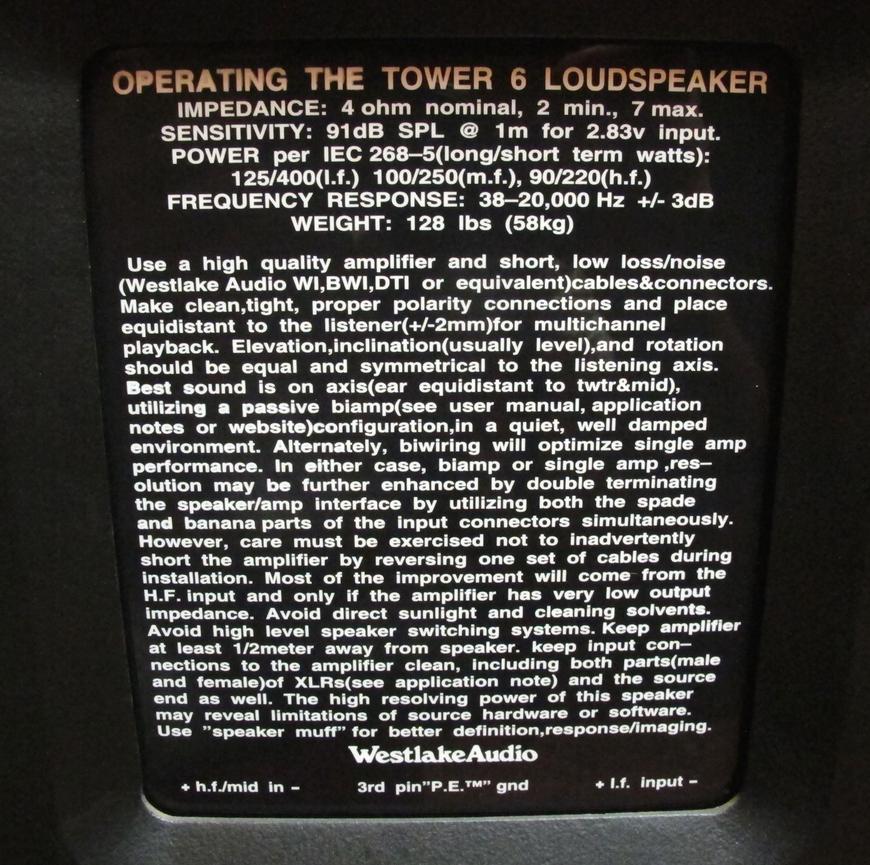 OPERATING THE TOWER 6 LOUDSPEAKER
IMPEDANCE: 4 ohm nominal, 2 min., 7 max.
SENSITIVITY: 91dB SPL @ 1m for 2.83v input.
POWER per IEC 268–5(long/short term watts):
125/400(l.f.) 100/250(m.f.), 90/220(h.f.)
FREQUENCY RESPONSE: 38–20,000 Hz +/- 3dB
WEIGHT: 128 lbs (58kg)
Use a high quality amplifier and short, low loss/noise
(Westlake Audio WI,BWI,DTI or equivalent)cables&connectors.
Make clean,tight, proper polarity connections and place
equidistant to the listener(+/-2mm)for multichannel
playback. Elevation,inclination(usually level),and rotation
should be equal and symmetrical to the listening axis.
Best sound is on axis(ear equidistant to twtr&mid),
utilizing a passive biamp(see user manual, application
notes or website)configuration,in a quiet, well damped
environment. Alternately, biwiring will optimize single amp
performance. In either case, biamp or single amp ,res–
olution may be further enhanced by double terminating
the speaker/amp interface by utilizing both the spade
and banana parts of the input connectors simultaneously.
However, care must be exercised not to inadvertently
short the amplifier by reversing one set of cables during
installation. Most of the improvement will come from the
H.F. input and only if the amplifier has very low output
impedance. Avoid direct sunlight and cleaning solvents.
Avoid high level speaker switching systems. Keep amplifier
at least 1/2meter away from speaker. keep input con–
nections to the amplifier clean, including both parts(male
and female)of XLRs(see application note) and the source
end as well. The high resolving power of this speaker
may reveal limitations of source hardware or software.
Use ”speaker muff” for better definition,response/imaging.
WestlakeAudio
+ h.f./mid in – 3rd pin”P.E.™” gnd + l.f. input –